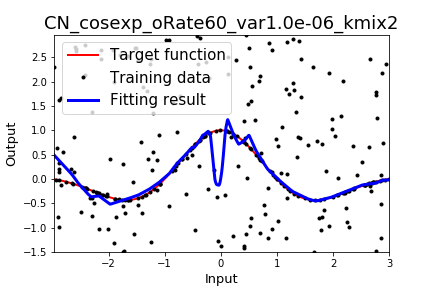 CN_cosexp_oRate60_var1.0e-06_kmix2
Target function
Training data
Fitting result
Output
2.5
2.0
1.5
1.0
0.5
0.0
−0.5
−1.0
−1.5
−2
−1
0
1
2
3
Input